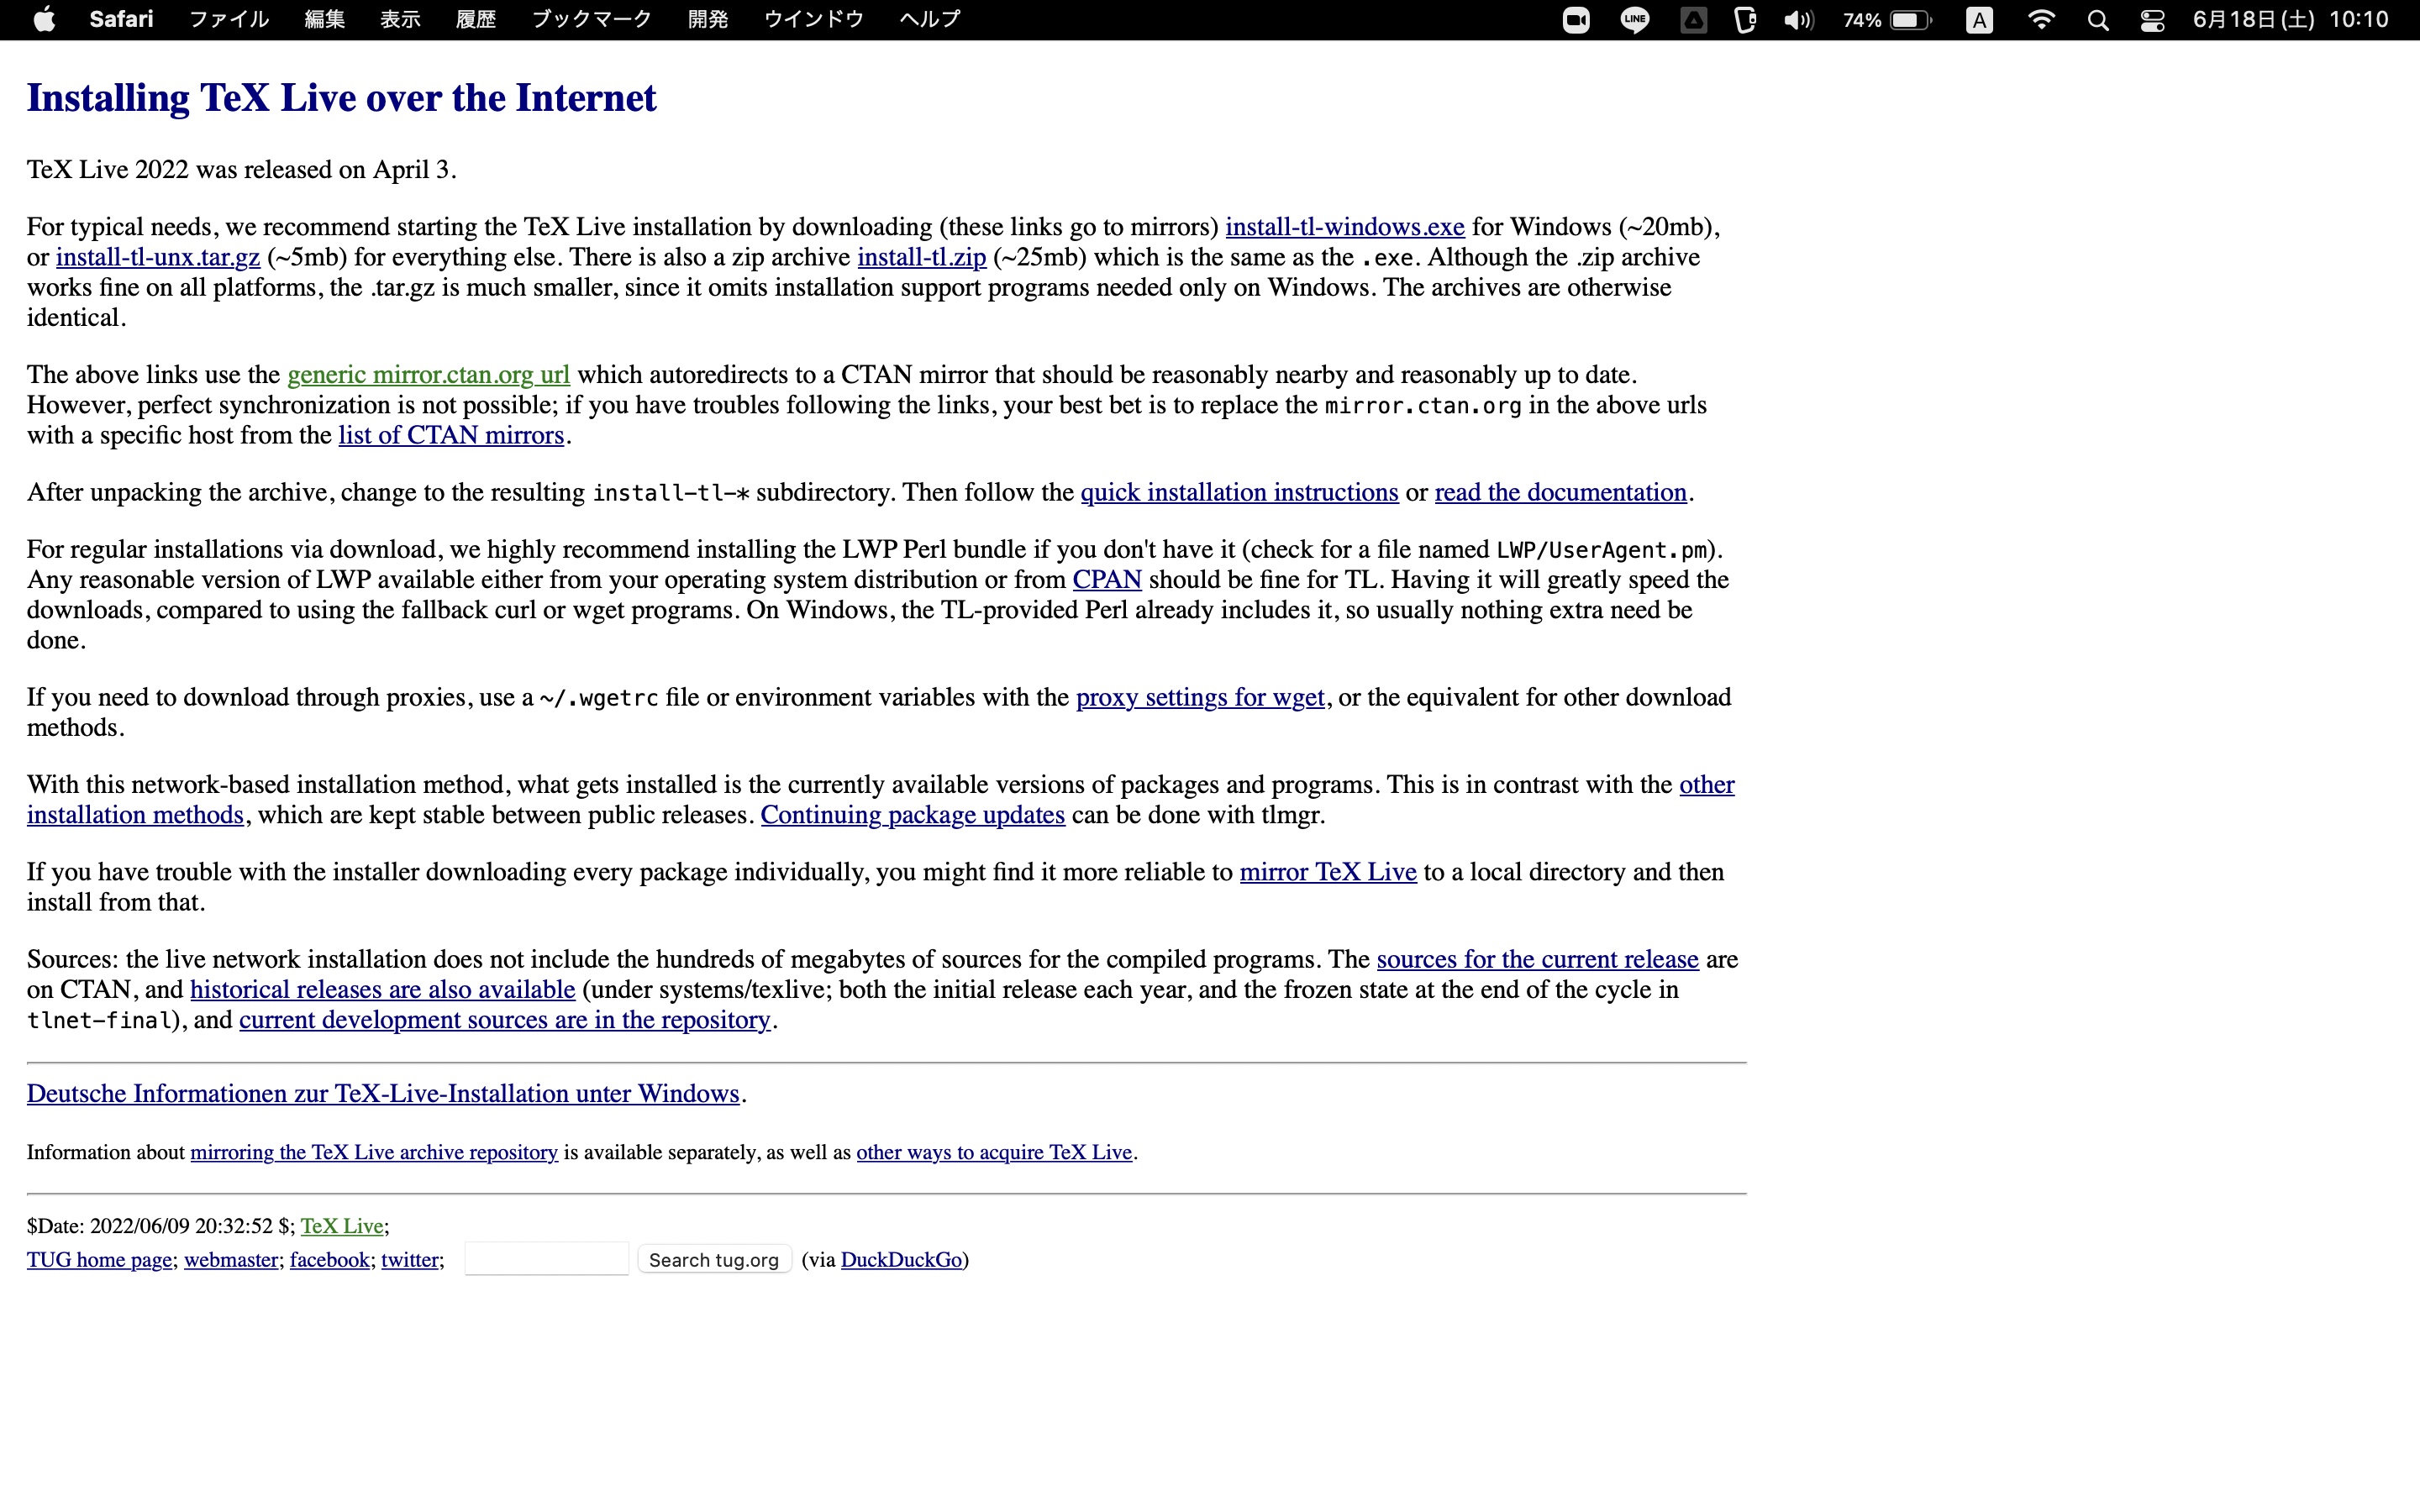 Safari ファイル 編集 表示 履歴 ブックマーク 開発 ウインドウ ヘルプ LINE 74% A 6月18日(土) 10:10
Installing TeX Live over the Internet
TeX Live 2022 was released on April 3.
For typical needs, we recommend starting the TeX Live installation by downloading (these links go to mirrors) install-tl-windows.exe for Windows (~20mb),
or install-tl-unx.tar.gz (~5mb) for everything else. There is also a zip archive install-tl.zip (~25mb) which is the same as the .exe. Although the .zip archive
works fine on all platforms, the .tar.gz is much smaller, since it omits installation support programs needed only on Windows. The archives are otherwise
identical.
The above links use the generic mirror.ctan.org url which autoredirects to a CTAN mirror that should be reasonably nearby and reasonably up to date.
However, perfect synchronization is not possible; if you have troubles following the links, your best bet is to replace the mirror.ctan.org in the above urls
with a specific host from the list of CTAN mirrors.
After unpacking the archive, change to the resulting install-tl-* subdirectory. Then follow the quick installation instructions or read the documentation.
For regular installations via download, we highly recommend installing the LWP Perl bundle if you don't have it (check for a file named LWP/UserAgent.pm).
Any reasonable version of LWP available either from your operating system distribution or from CPAN should be fine for TL. Having it will greatly speed the
downloads, compared to using the fallback curl or wget programs. On Windows, the TL-provided Perl already includes it, so usually nothing extra need be
done.
If you need to download through proxies, use a ~/.wgetrc file or environment variables with the proxy settings for wget, or the equivalent for other download
methods.
With this network-based installation method, what gets installed is the currently available versions of packages and programs. This is in contrast with the other
installation methods, which are kept stable between public releases. Continuing package updates can be done with tlmgr.
If you have trouble with the installer downloading every package individually, you might find it more reliable to mirror TeX Live to a local directory and then
install from that.
Sources: the live network installation does not include the hundreds of megabytes of sources for the compiled programs. The sources for the current release are
on CTAN, and historical releases are also available (under systems/texlive; both the initial release each year, and the frozen state at the end of the cycle in
tlnet-final), and current development sources are in the repository.
Deutsche Informationen zur TeX-Live-Installation unter Windows.
Information about mirroring the TeX Live archive repository is available separately, as well as other ways to acquire TeX Live.
$Date: 2022/06/09 20:32:52 $; TeX Live;
TUG home page; webmaster; facebook; twitter; Search tug.org (via DuckDuckGo)